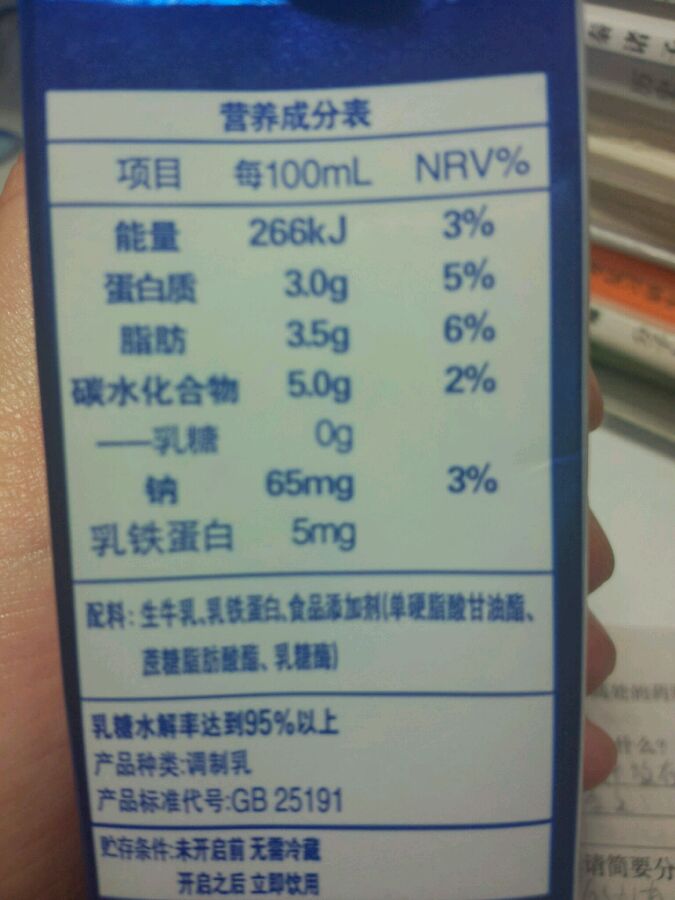 营养成分表
项目 每100mL NRV%
能量 266kJ 3%
蛋白质 3.0g 5%
脂肪 3.5g 6%
碳水化合物 5.0g 2%
——乳糖 0g
钠 65mg 3%
乳铁蛋白 5mg
配料:生牛乳、乳铁蛋白、食品添加剂(单硬脂酸甘油酯、
蔗糖脂肪酸酯、乳糖酶)
乳糖水解率达到95%以上
产品种类:调制乳
产品标准代号:GB 25191
贮存条件:未开启前 无需冷藏
开启之后 立即饮用
什么?
请简要分